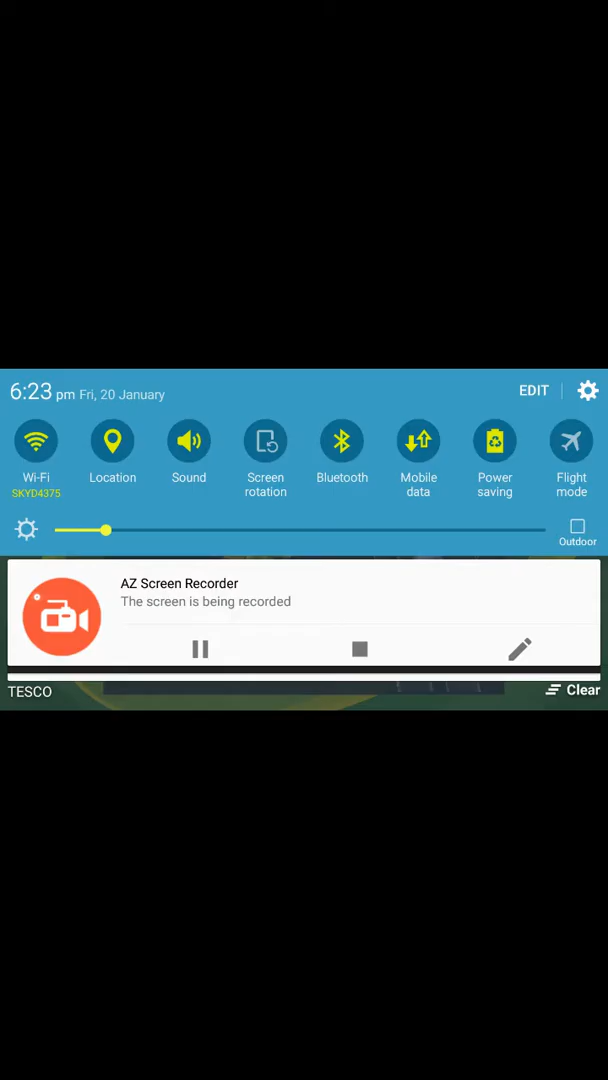 6:23 pm Fri, 20 January EDIT
Wi-Fi Location Sound Screen rotation Bluetooth Mobile data Power saving Flight mode
SKYD4375
Outdoor
AZ Screen Recorder
The screen is being recorded
TESCO Clear